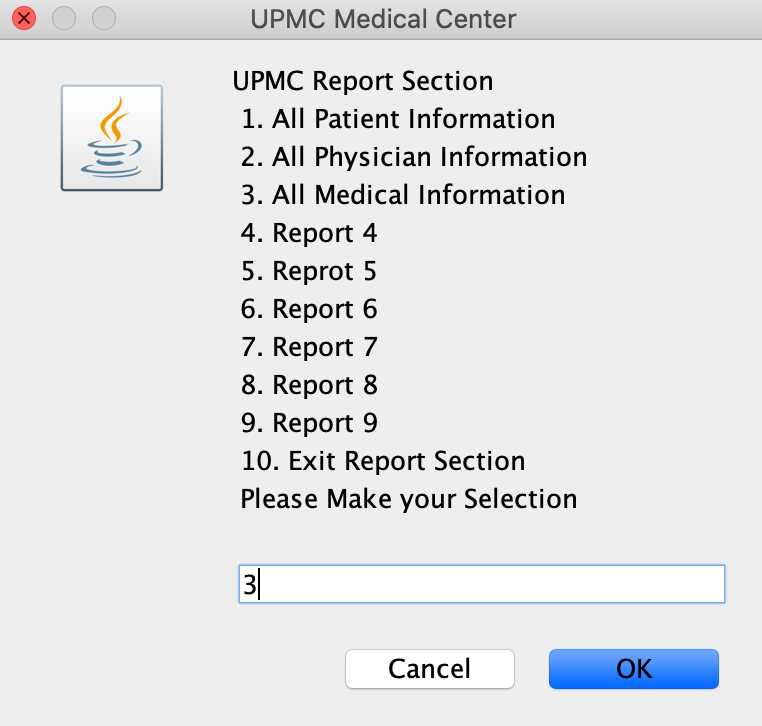 UPMC Medical Center
UPMC Report Section
1. All Patient Information
2. All Physician Information
3. All Medical Information
4. Report 4
5. Reprot 5
6. Report 6
7. Report 7
8. Report 8
9. Report 9
10. Exit Report Section
Please Make your Selection
3
Cancel OK